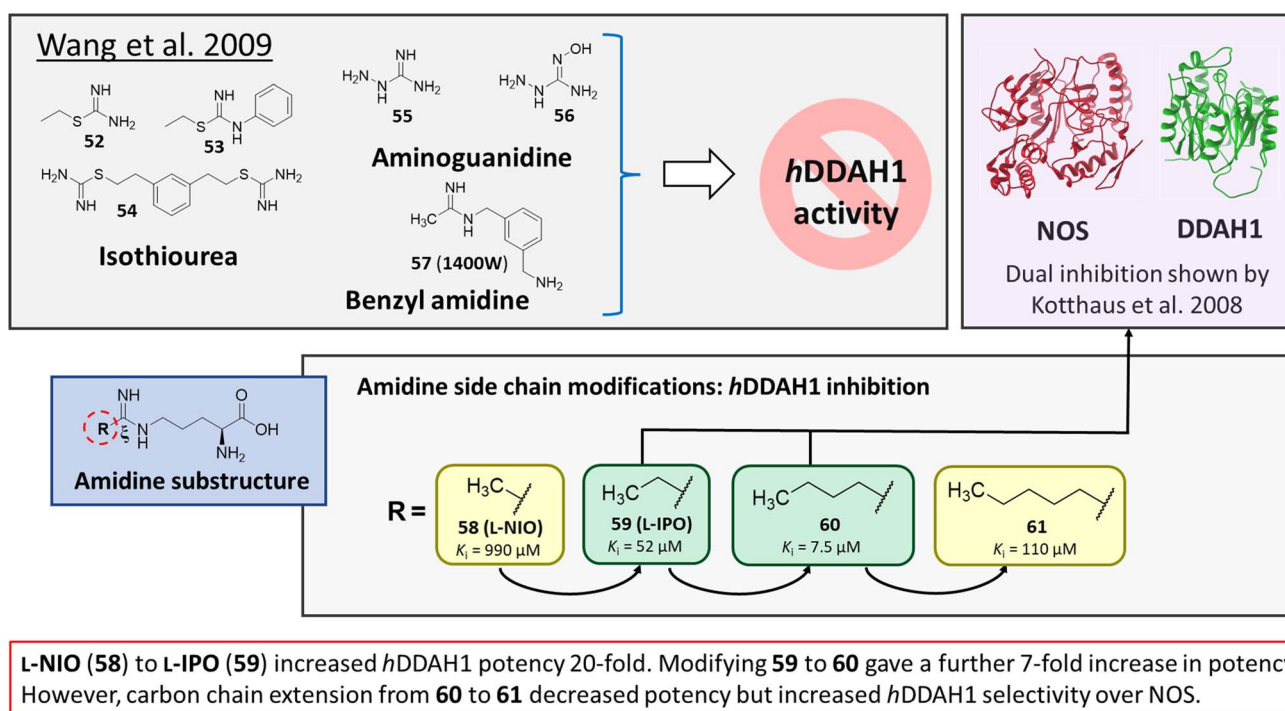 Wang et al. 2009
NH
S
NH2
52
NH
S
N
H
53
H2N
S
NH
54
S
NH2
NH
Isothiourea
NH
H2N
N
H
NH2
55
N
OH
H2N
N
H
NH2
56
Aminoguanidine
NH
H3C
N
H
57 (1400W)
NH2
Benzyl amidine
hDDAH1
activity
NOS
DDAH1
Dual inhibition shown by
Kotthaus et al. 2008
NH
O
R
N
H
OH
NH2
Amidine substructure
Amidine side chain modifications: hDDAH1 inhibition
R =
H3C
58 (L-NIO)
Ki = 990 µM
H3C
59 (L-IPO)
Ki = 52 µM
H3C
60
Ki = 7.5 µM
H3C
61
Ki = 110 µM
L-NIO (58) to L-IPO (59) increased hDDAH1 potency 20-fold. Modifying 59 to 60 gave a further 7-fold increase in potency
However, carbon chain extension from 60 to 61 decreased potency but increased hDDAH1 selectivity over NOS.